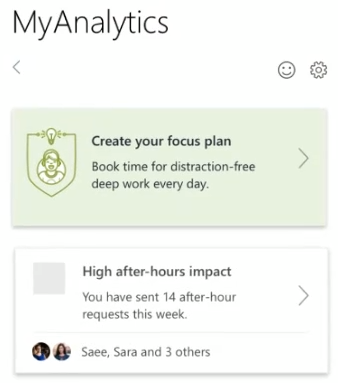 MyAnalytics
Create your focus plan
Book time for distraction-free
deep work every day.
High after-hours impact
You have sent 14 after-hour
requests this week.
Saee, Sara and 3 others